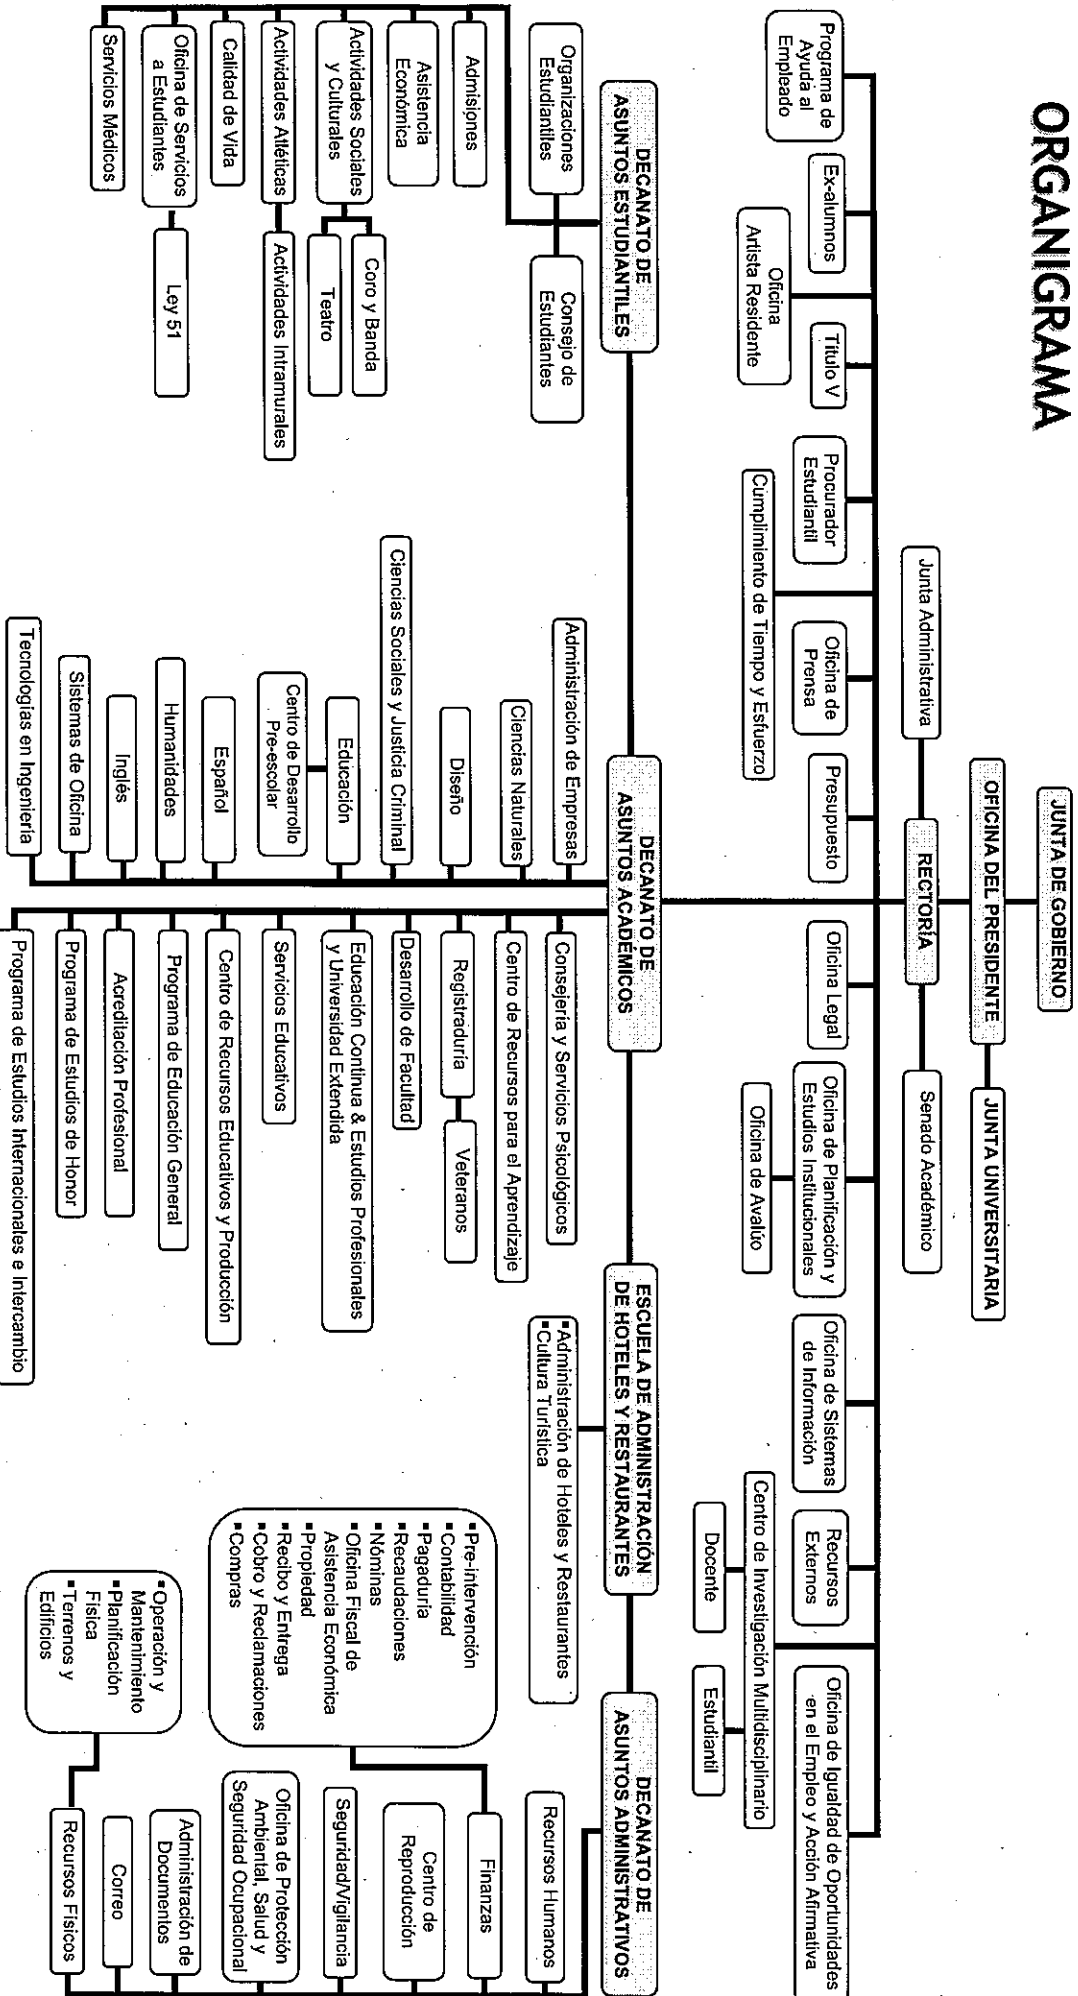 ORGANIGRAMA
JUNTA DE GOBIERNO
OFICINA DEL PRESIDENTE
JUNTA UNIVERSITARIA
Junta Administrativa
RECTORÍA
Senado Académico
Programa de
Ayuda al
Empleado
Ex-alumnos
Oficina
Artista Residente
Título V
Procurador
Estudiantil
Cumplimiento de Tiempo y Esfuerzo
Oficina de
Prensa
Presupuesto
Oficina Legal
Oficina de Planificación y
Estudios Institucionales
Oficina de Avalúo
Oficina de Sistemas
de Información
Recursos
Externos
Centro de Investigación Multidisciplinario
Docente
Estudiantil
Oficina de Igualdad de Oportunidades
en el Empleo y Acción Afirmativa
DECANATO DE
ASUNTOS ESTUDIANTILES
Organizaciones
Estudiantiles
Consejo de
Estudiantes
Admisiones
Asistencia
Económica
Actividades Sociales
y Culturales
Coro y Banda
Teatro
Actividades Atléticas
Actividades Intramurales
Calidad de Vida
Oficina de Servicios
a Estudiantes
Ley 51
Servicios Médicos
DECANATO DE
ASUNTOS ACADÉMICOS
Administración de Empresas
Ciencias Naturales
Diseño
Ciencias Sociales y Justicia Criminal
Educación
Centro de Desarrollo
Pre-escolar
Español
Humanidades
Inglés
Sistemas de Oficina
Tecnologías en Ingeniería
Consejería y Servicios Psicológicos
Centro de Recursos para el Aprendizaje
Registraduría
Veteranos
Desarrollo de Facultad
Educación Continua & Estudios Profesionales
y Universidad Extendida
Servicios Educativos
Centro de Recursos Educativos y Producción
Programa de Educación General
Acreditación Profesional
Programa de Estudios de Honor
Programa de Estudios Internacionales e Intercambio
ESCUELA DE ADMINISTRACIÓN
DE HOTELES Y RESTAURANTES
▪Administración de Hoteles y Restaurantes
▪Cultura Turística
DECANATO DE
ASUNTOS ADMINISTRATIVOS
Recursos Humanos
Finanzas
▪Pre-intervención
▪Contabilidad
▪Pagaduría
▪Recaudaciones
▪Nóminas
▪Oficina Fiscal de
Asistencia Económica
▪Propiedad
▪Recibo y Entrega
▪Cobro y Reclamaciones
▪Compras
Centro de
Reproducción
Seguridad/Vigilancia
Oficina de Protección
Ambiental, Salud y
Seguridad Ocupacional
Administración de
Documentos
Correo
Recursos Físicos
▪Operación y
Mantenimiento
▪Planificación
Física
▪Terrenos y
Edificios